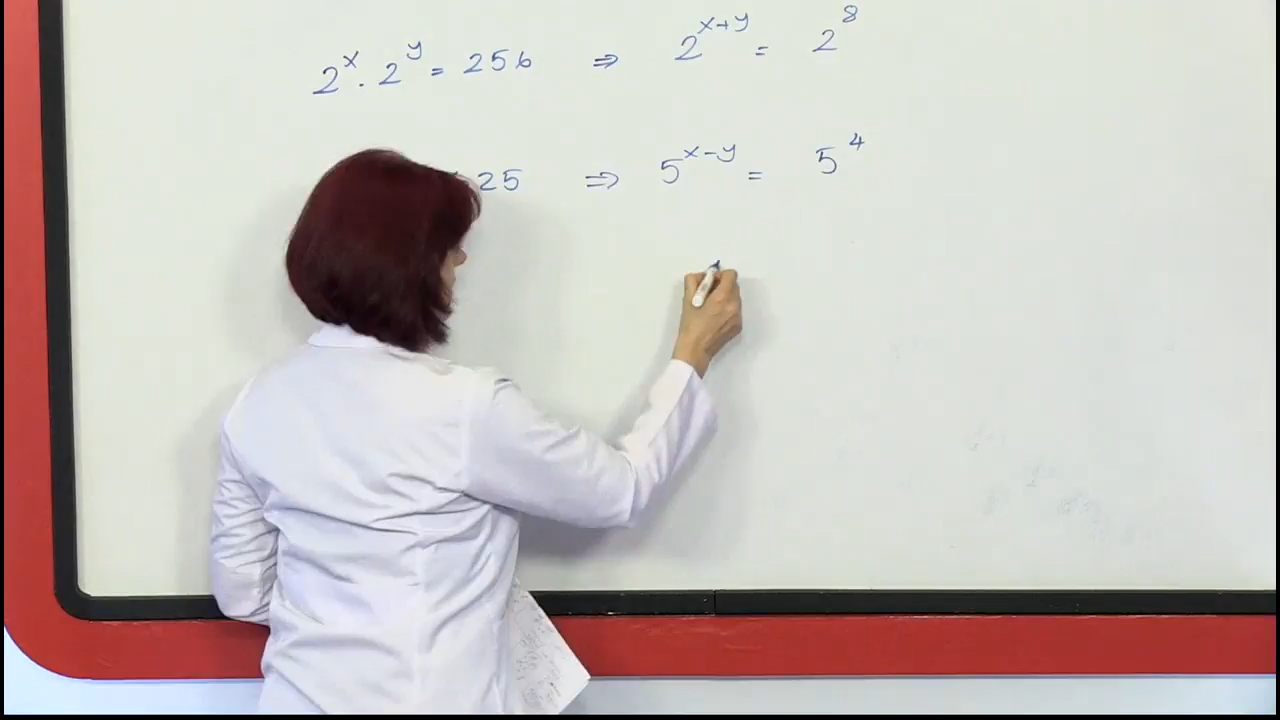 2^x . 2^y = 256 ⇒ 2^(x+y) = 2^8
25 ⇒ 5^(x-y) = 5^4